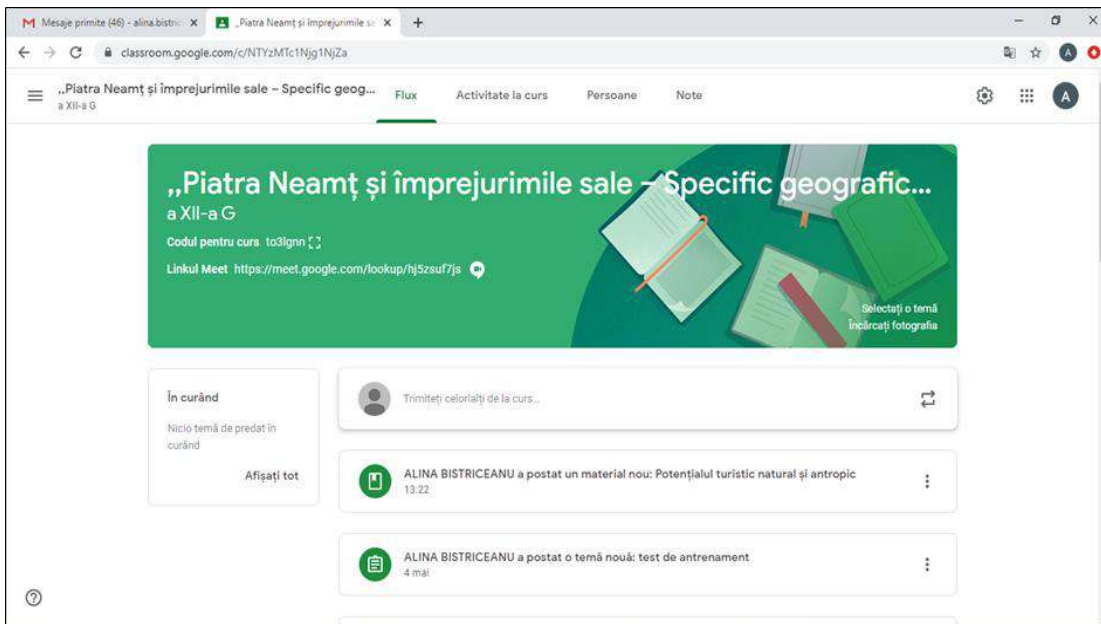 Mesaje primite (46) - alina.bistric
„Piatra Neamț și împrejurimile sa
classroom.google.com/c/NTYzMTc1Njg1NjZa
A
,,Piatra Neamț și împrejurimile sale – Specific geog...
a XII-a G
Flux
Activitate la curs
Persoane
Note
A
,,Piatra Neamț și împrejurimile sale – Specific geografic...
a XII-a G
Codul pentru curs to3lgnn
Linkul Meet https://meet.google.com/lookup/hj5zsuf7js
Selectați o temă
Încărcați fotografia
În curând
Nicio temă de predat în
curând
Afișați tot
Trimiteți celorlalți de la curs...
ALINA BISTRICEANU a postat un material nou: Potențialul turistic natural și antropic
13:22
ALINA BISTRICEANU a postat o temă nouă: test de antrenament
4 mai